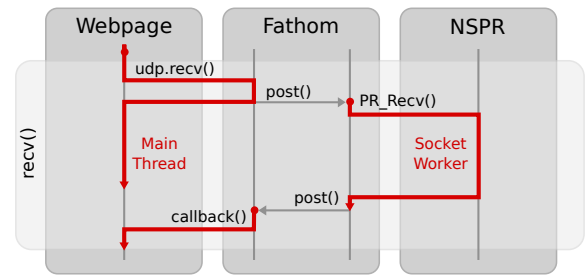 Webpage
Fathom
NSPR
udp.recv()
post()
PR_Recv()
recv()
Main
Thread
Socket
Worker
post()
callback()